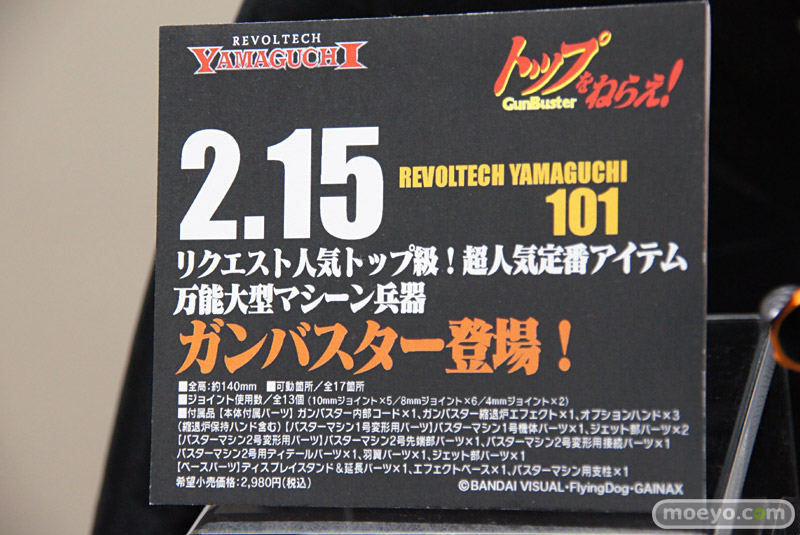 REVOLTECH
YAMAGUCHI
トップをねらえ!
GunBuster
2.15
REVOLTECH YAMAGUCHI
101
リクエスト人気トップ級!超人気定番アイテム
万能大型マシーン兵器
ガンバスター登場!
■全高:約140mm ■可動箇所/全17箇所
■ジョイント使用数/全13個(10mmジョイント×5/8mmジョイント×6/4mmジョイント×2)
■付属品【本体付属パーツ】ガンバスター内部コード×1、ガンバスター縮退炉エフェクト×1、オプションハンド×3
(縮退炉保持ハンド含む)【バスターマシン1号変形用パーツ】バスターマシン1号機体パーツ×1、ジェット部パーツ×2
【バスターマシン2号変形用パーツ】バスターマシン2号先端部パーツ×1、バスターマシン2号変形用接続パーツ×1
バスターマシン2号用ディテールパーツ×1、羽翼パーツ×1、ジェット部パーツ×1
【ベースパーツ】ディスプレイスタンド&延長パーツ×1、エフェクトベース×1、バスターマシン用支柱×1
希望小売価格:2,980円(税込)
©BANDAI VISUAL・FlyingDog・GAINAX
moeyo.com